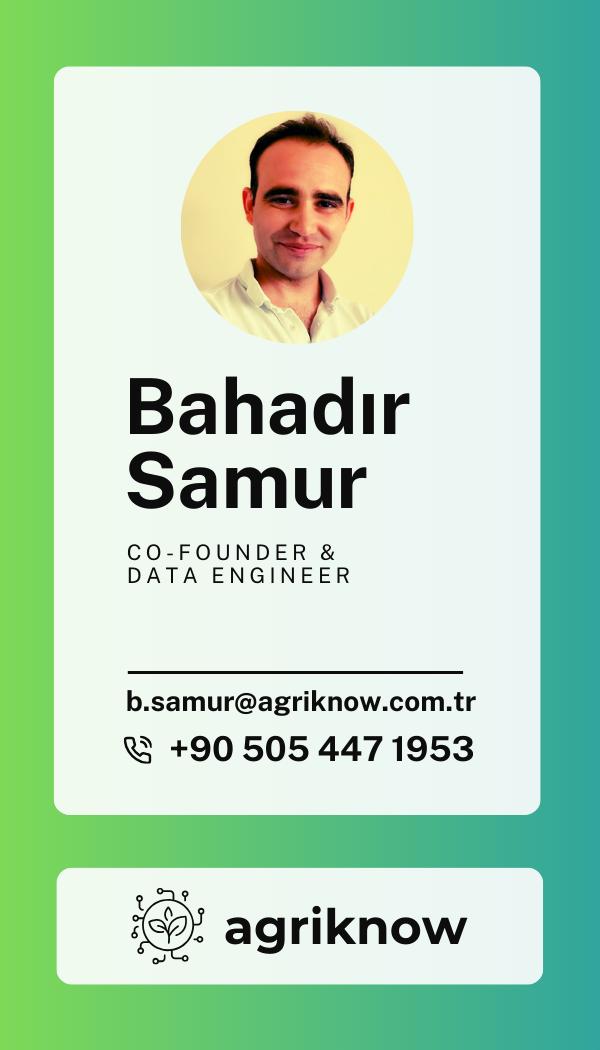 Bahadır
Samur
CO-FOUNDER &
DATA ENGINEER
b.samur@agriknow.com.tr
+90 505 447 1953
agriknow